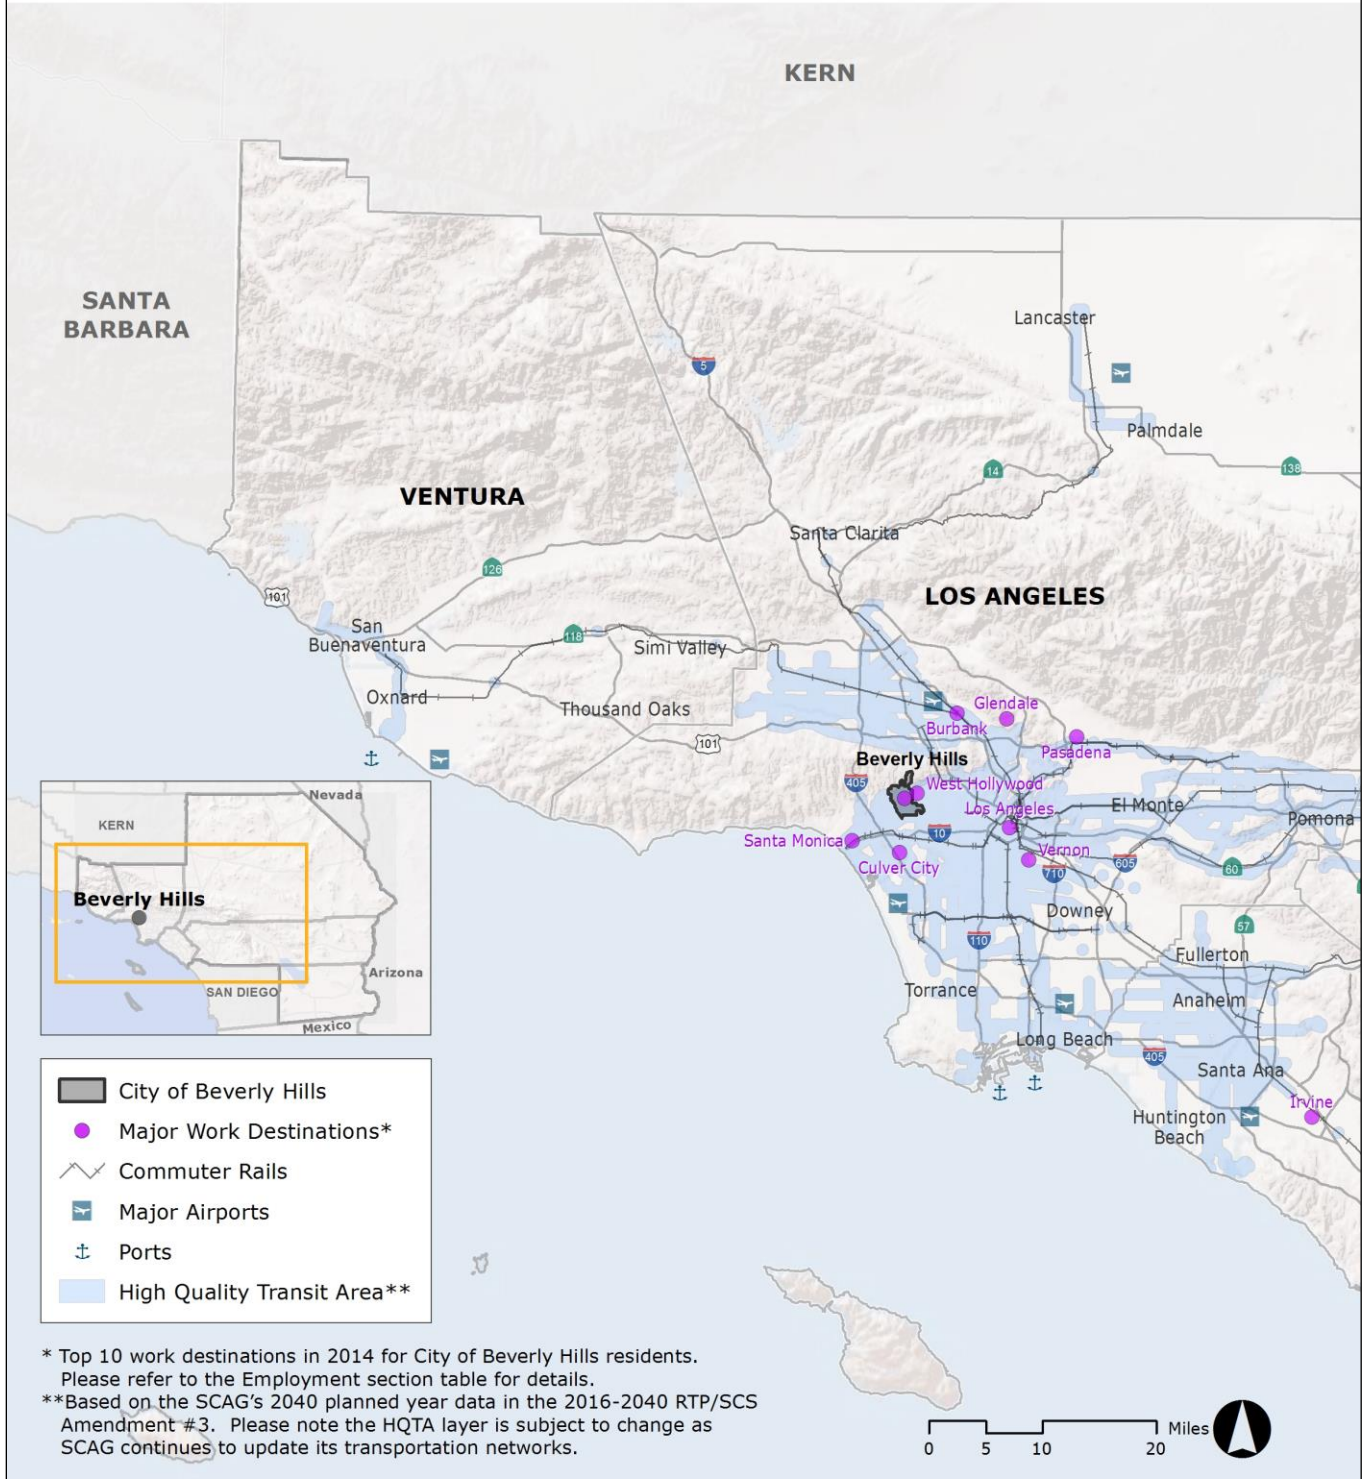 KERN
SANTA
BARBARA
Lancaster
5
Palmdale
14
138
VENTURA
Santa Clarita
126
LOS ANGELES
101
San
Buenaventura
118
Simi Valley
Oxnard
Thousand Oaks
Glendale
Burbank
101
Pasadena
Beverly Hills
405
West Hollywood
Los Angeles
El Monte
Pomona
10
Santa Monica
Vernon
605
Culver City
710
60
Downey
57
110
Fullerton
Torrance
Anaheim
Long Beach
405
Santa Ana
Irvine
Huntington
Beach
Nevada
KERN
Beverly Hills
Arizona
SAN DIEGO
Mexico
City of Beverly Hills
Major Work Destinations*
Commuter Rails
Major Airports
Ports
High Quality Transit Area**
* Top 10 work destinations in 2014 for City of Beverly Hills residents.
Please refer to the Employment section table for details.
**Based on the SCAG's 2040 planned year data in the 2016-2040 RTP/SCS
Amendment #3. Please note the HQTA layer is subject to change as
SCAG continues to update its transportation networks.
Miles
0 5 10 20